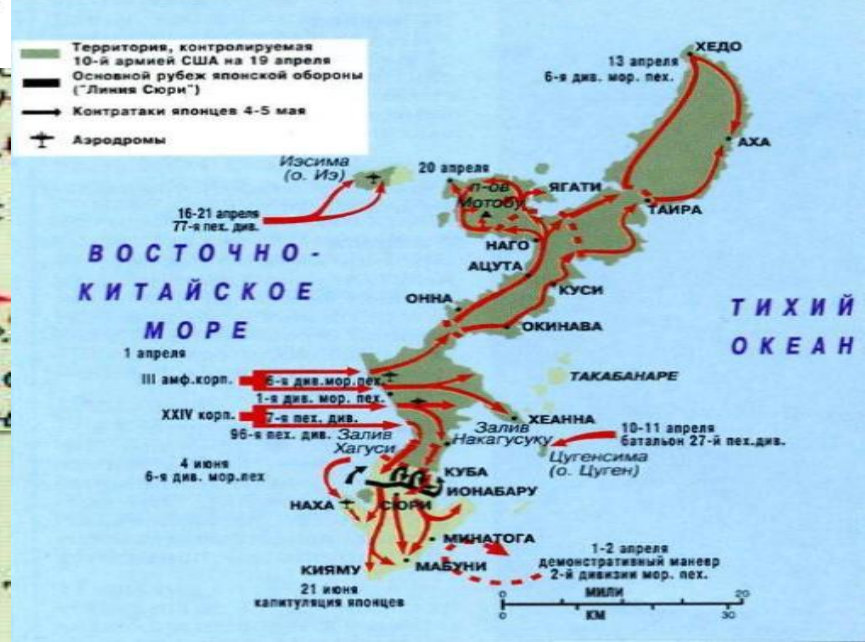 Территория, контролируемая
10-й армией США на 19 апреля
Основной рубеж японской обороны
("Линия Сюри")
Контратаки японцев 4-5 мая
Аэродромы
ХЕДО
13 апреля
6-я див. мор. пех.
АХА
Иэсима
(о. Иэ)
20 апреля
п-ов
Мотобу
ЯГАТИ
ТАИРА
16-21 апреля
77-я пех. див.
НАГО
АЦУТА
КУСИ
ОННА
ОКИНАВА
ВОСТОЧНО-
КИТАЙСКОЕ
МОРЕ
ТИХИЙ
ОКЕАН
1 апреля
III амф.корп.
6-я див.мор.пех.
1-я див. мор. пех.
XXIV корп.
7-я пех. див.
96-я пех. див.
ТАКАБАНАРЕ
ХЕАННА
Залив
Хагуси
Залив
Накагусуку
10-11 апреля
батальон 27-й пех.див.
Цугенсима
(о. Цуген)
4 июня
6-я див. мор.пех
КУБА
ИОНАБАРУ
НАХА
СЮРИ
МИНАТОГА
КИЯМУ
МАБУНИ
1-2 апреля
демонстративный маневр
2-й дивизии мор. пех.
21 июня
капитуляция японцев
0
МИЛИ
20
0
КМ
30